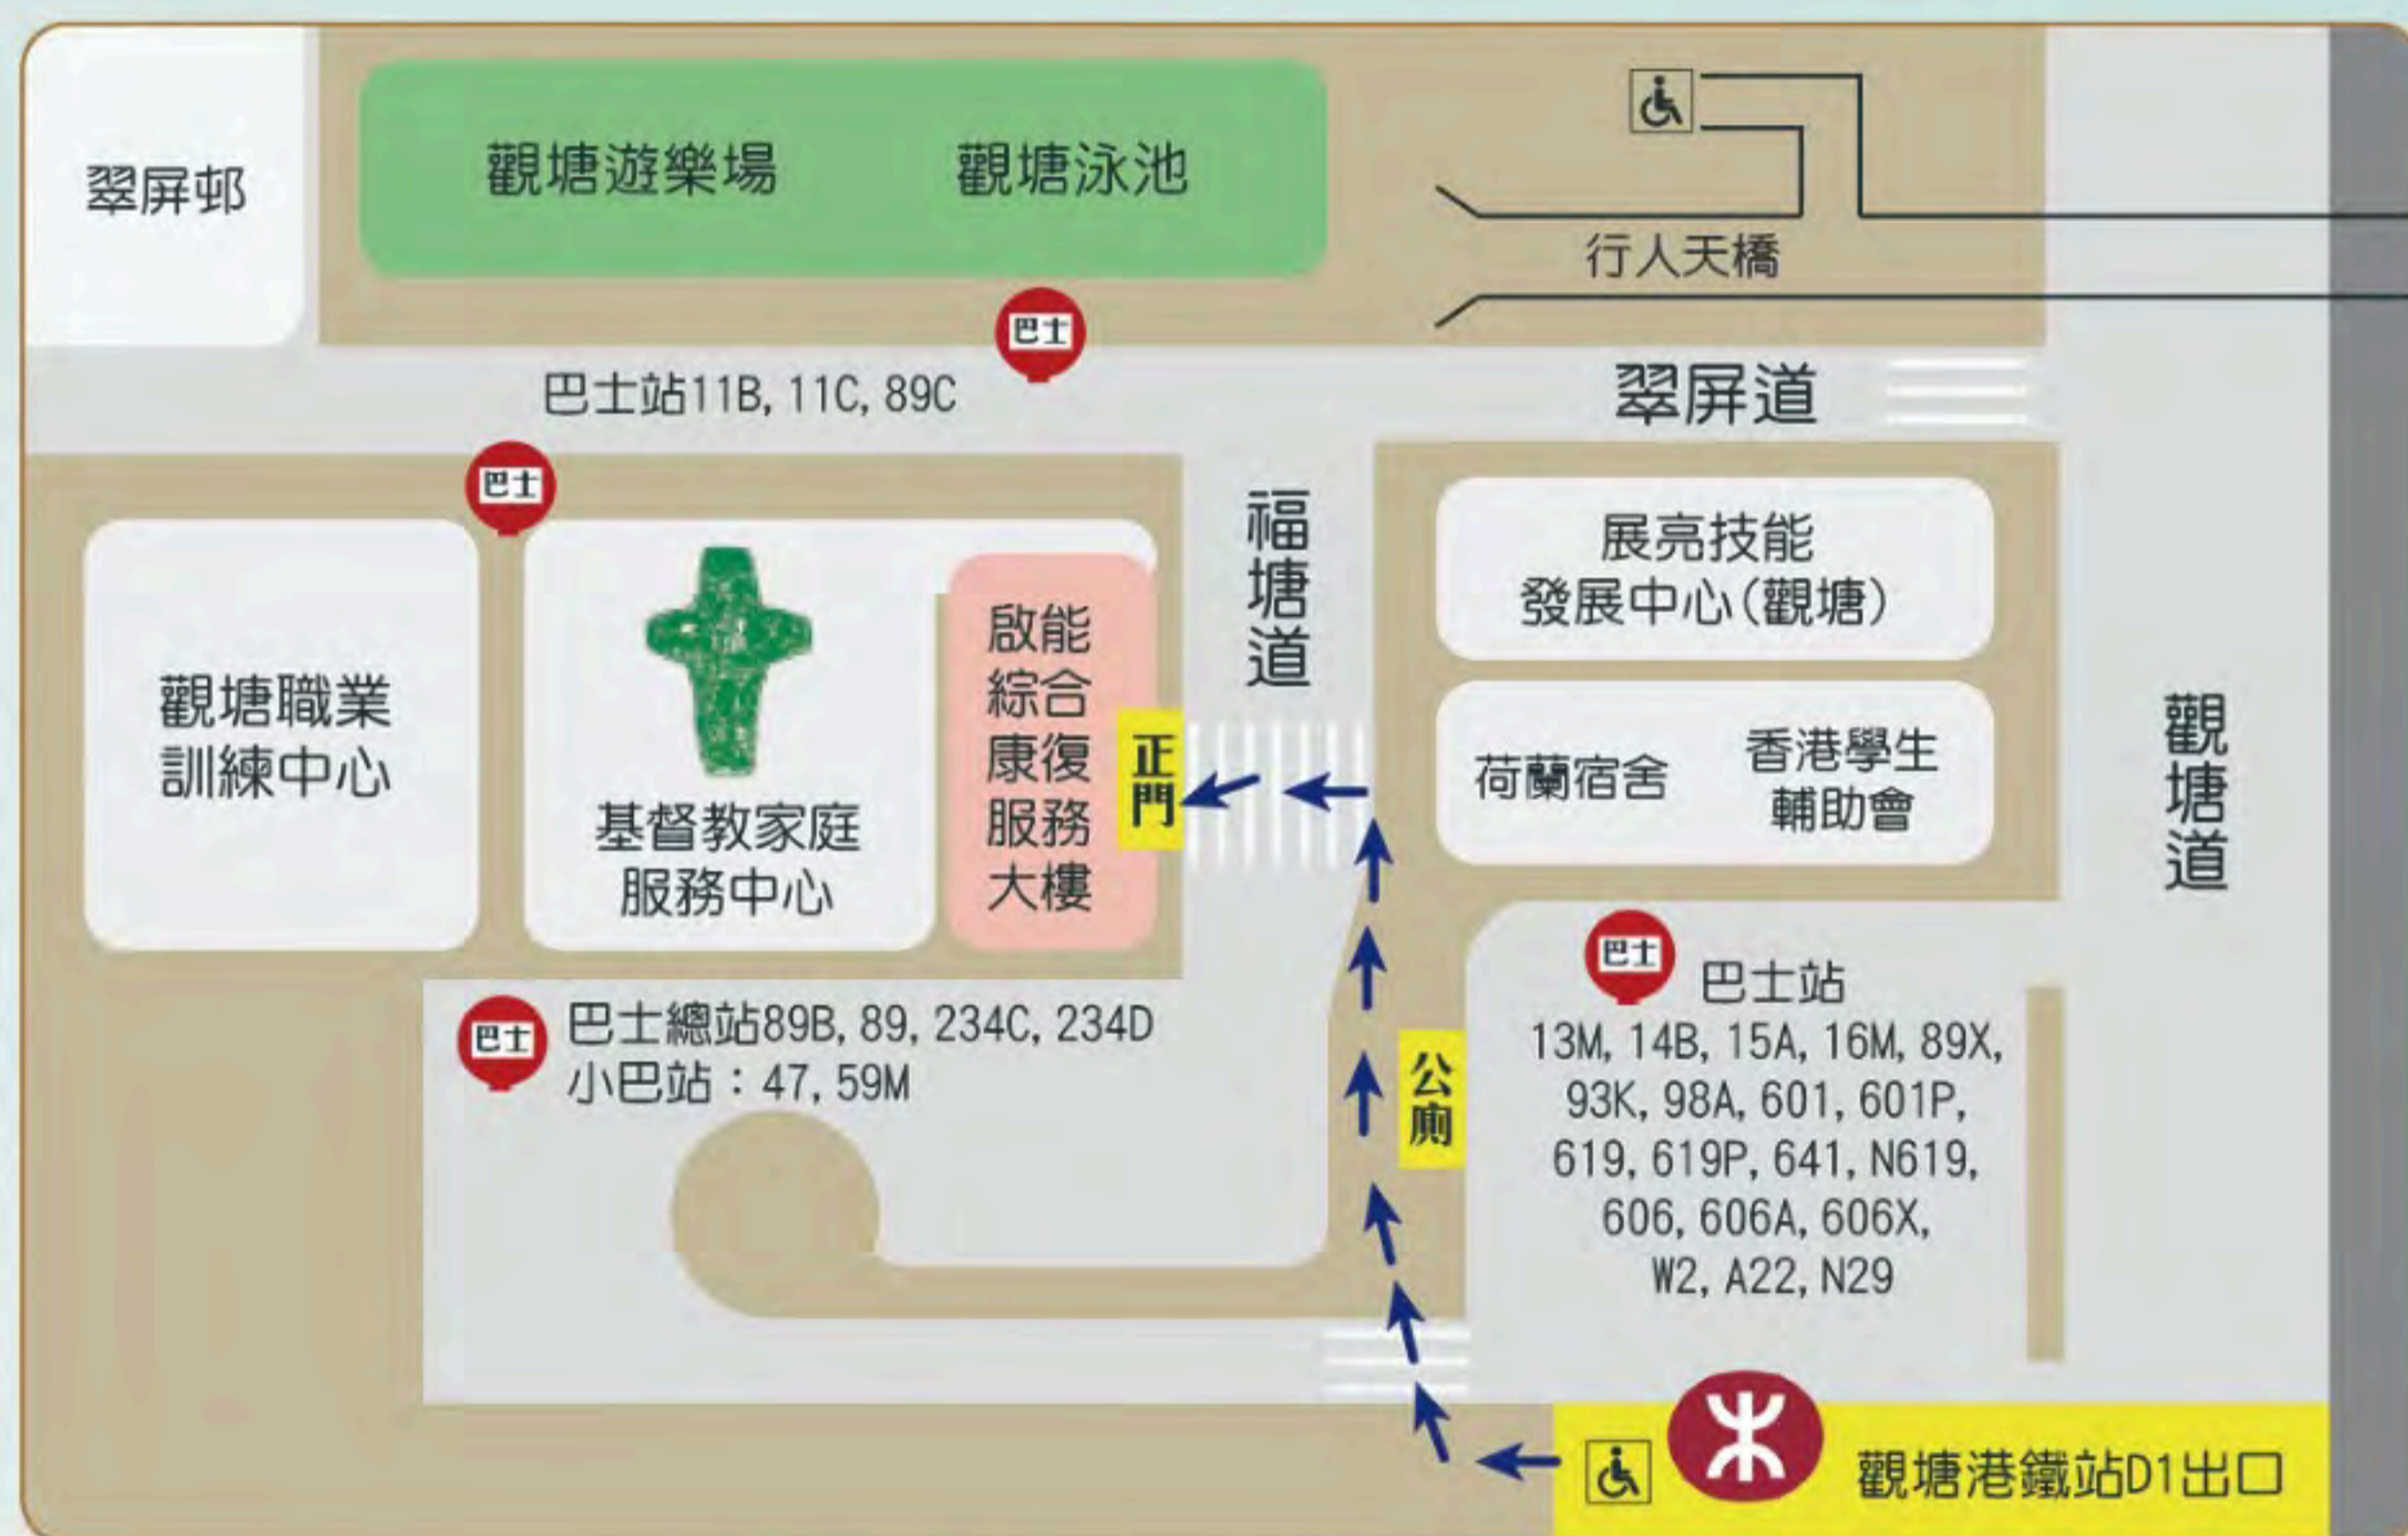 翠屏邨
觀塘遊樂場
觀塘泳池
行人天橋
巴士
巴士站11B, 11C, 89C
翠屏道
巴士
福塘道
展亮技能
發展中心(觀塘)
觀塘職業
訓練中心
基督教家庭
服務中心
啟能
綜合
康復
服務
大樓
正門
荷蘭宿舍
香港學生
輔助會
觀塘道
巴士
巴士總站89B, 89, 234C, 234D
小巴站：47, 59M
公廁
巴士
巴士站
13M, 14B, 15A, 16M, 89X,
93K, 98A, 601, 601P,
619, 619P, 641, N619,
606, 606A, 606X,
W2, A22, N29
觀塘港鐵站D1出口